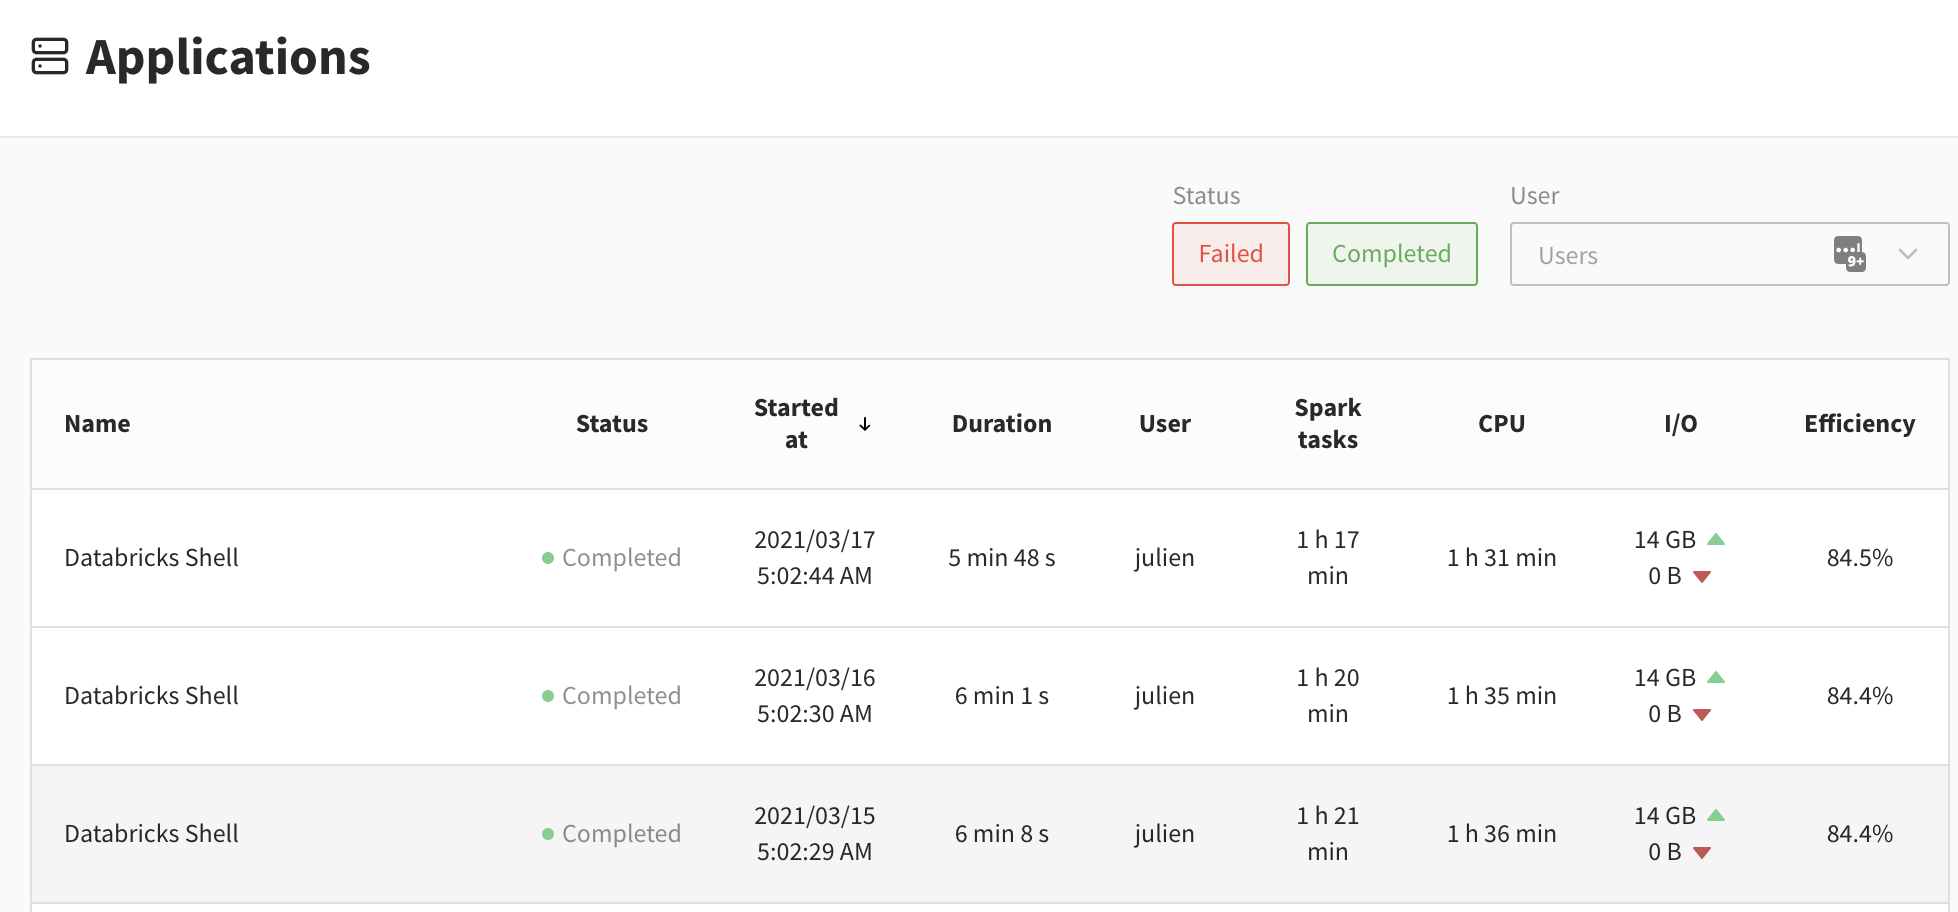 Applications
Status
User
Failed
Completed
Users
9+
Name
Status
Started
at
Duration
User
Spark
tasks
CPU
I/O
Efficiency
Databricks Shell
Completed
2021/03/17
5:02:44 AM
5 min 48 s
julien
1 h 17
min
1 h 31 min
14 GB
0 B
84.5%
Databricks Shell
Completed
2021/03/16
5:02:30 AM
6 min 1 s
julien
1 h 20
min
1 h 35 min
14 GB
0 B
84.4%
Databricks Shell
Completed
2021/03/15
5:02:29 AM
6 min 8 s
julien
1 h 21
min
1 h 36 min
14 GB
0 B
84.4%